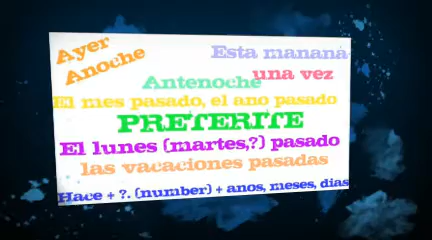 Ayer
Anoche
Esta manana
una vez
Antenoche
El mes pasado, el ano pasado
PRETERITE
El lunes (martes,?) pasado
las vacaciones pasadas
Hace + ?. (number) + anos, meses, dias